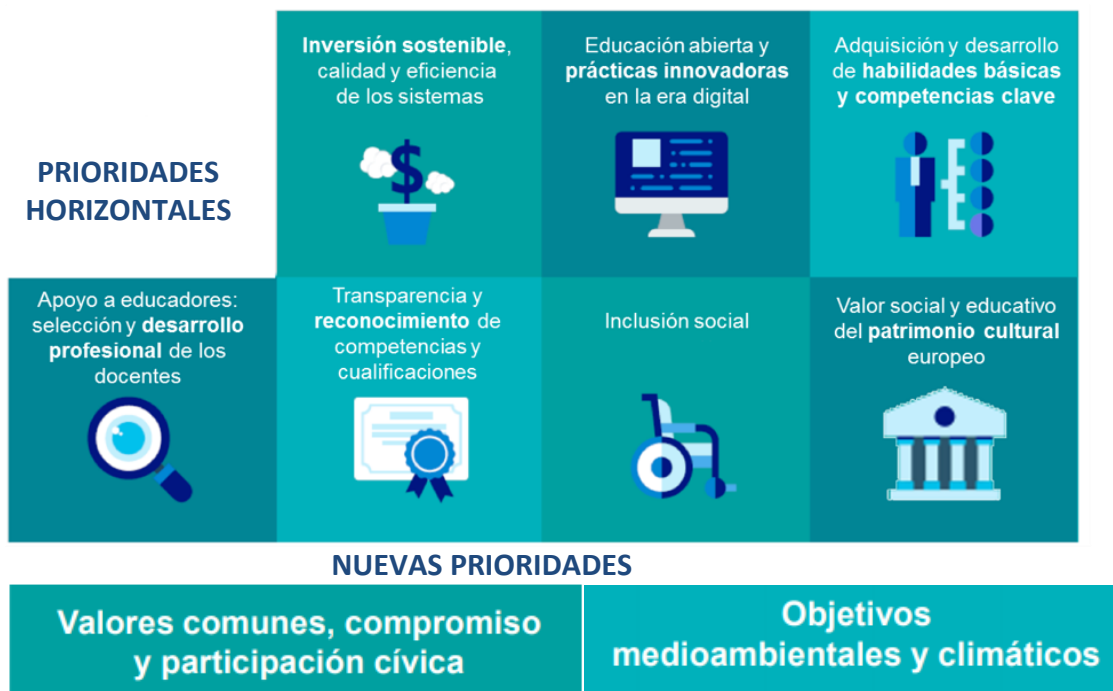 PRIORIDADES
HORIZONTALES
Inversión sostenible,
calidad y eficiencia
de los sistemas
Educación abierta y
prácticas innovadoras
en la era digital
Adquisición y desarrollo
de habilidades básicas
y competencias clave
Apoyo a educadores:
selección y desarrollo
profesional de los
docentes
Transparencia y
reconocimiento de
competencias y
cualificaciones
Inclusión social
Valor social y educativo
del patrimonio cultural
europeo
NUEVAS PRIORIDADES
Valores comunes, compromiso
y participación cívica
Objetivos
medioambientales y climáticos